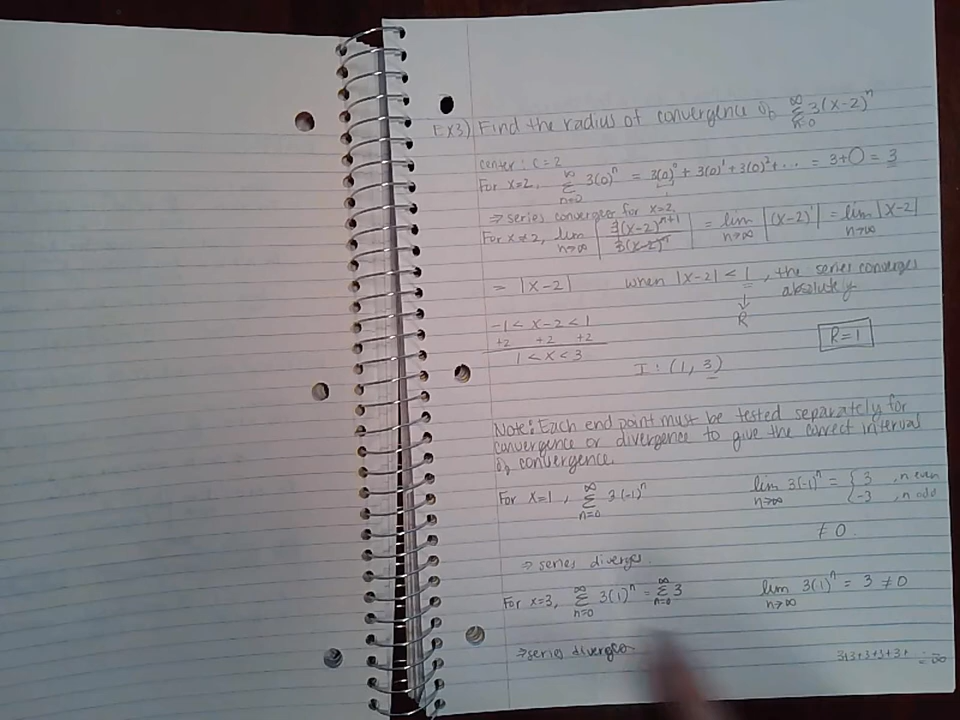 Ex3) Find the radius of convergence of ∞ Σ n=0 3(x-2)^n
center: c=2
For x=2, ∞ Σ n=0 3(0)^n = 3(0)^0 + 3(0)^1 + 3(0)^2 + ... = 3+0 = 3
⇒ series converges for x=2
For x≠2, lim n→∞ | 3(x-2)^n+1 / 3(x-2)^n | = lim n→∞ |(x-2)^1| = lim n→∞ |x-2|
= |x-2| when |x-2| < 1, the series converges absolutely
↓
R
-1 < x-2 < 1
+2 +2 +2
1 < x < 3
R=1
I: (1, 3)
Note: Each end point must be tested separately for
convergence or divergence to give the correct interval
of convergence.
For x=1, ∞ Σ n=0 3(-1)^n lim n→∞ 3(-1)^n = { 3, n even
-3, n odd
≠ 0
⇒ series diverges.
For x=3, ∞ Σ n=0 3(1)^n = ∞ Σ n=0 3 lim n→∞ 3(1)^n = 3 ≠ 0
⇒ series diverges
3+3+3+3+3+ ... = ∞